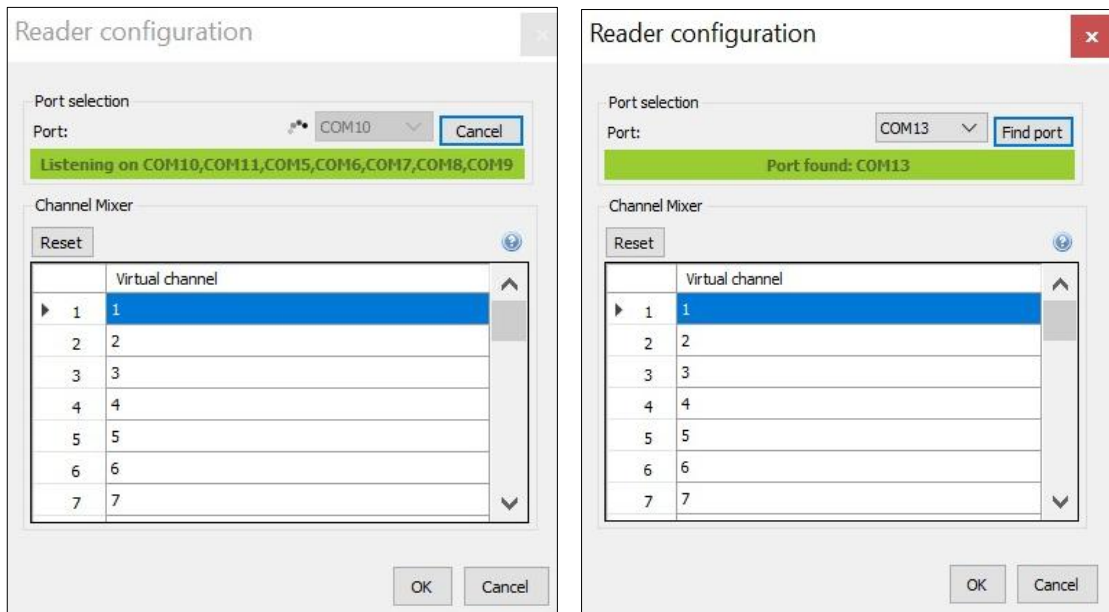 Reader configuration
x
Port selection
Port:
COM10
Cancel
Listening on COM10,COM11,COM5,COM6,COM7,COM8,COM9
Channel Mixer
Reset
?
Virtual channel
1 1
2 2
3 3
4 4
5 5
6 6
7 7
OK Cancel
Reader configuration
x
Port selection
Port:
COM13
Find port
Port found: COM13
Channel Mixer
Reset
?
Virtual channel
1 1
2 2
3 3
4 4
5 5
6 6
7 7
OK Cancel